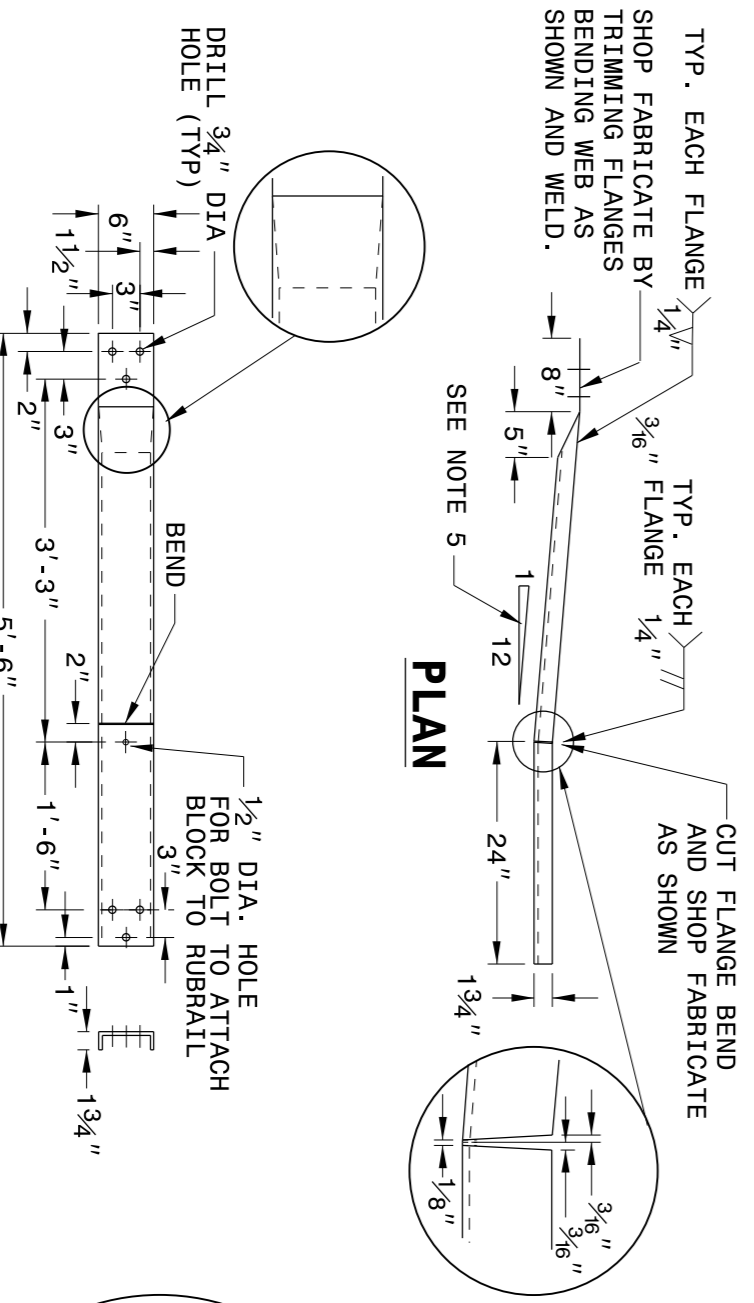 TYP. EACH FLANGE
1/4"
SHOP FABRICATE BY
TRIMMING FLANGES
BENDING WEB AS
SHOWN AND WELD.
8"
5"
3/16"
TYP. EACH
FLANGE
1/4"
CUT FLANGE BEND
AND SHOP FABRICATE
AS SHOWN
SEE NOTE 5
1
12
24"
1 3/4"
3/16"
3/16"
1/8"
PLAN
DRILL 3/4" DIA
HOLE (TYP)
6"
1 1/2"
3"
2"
3"
3'-3"
BEND
2"
1/2" DIA. HOLE
FOR BOLT TO ATTACH
BLOCK TO RUBRAIL
1'-6"
3"
1"
1 3/4"
5'-6"